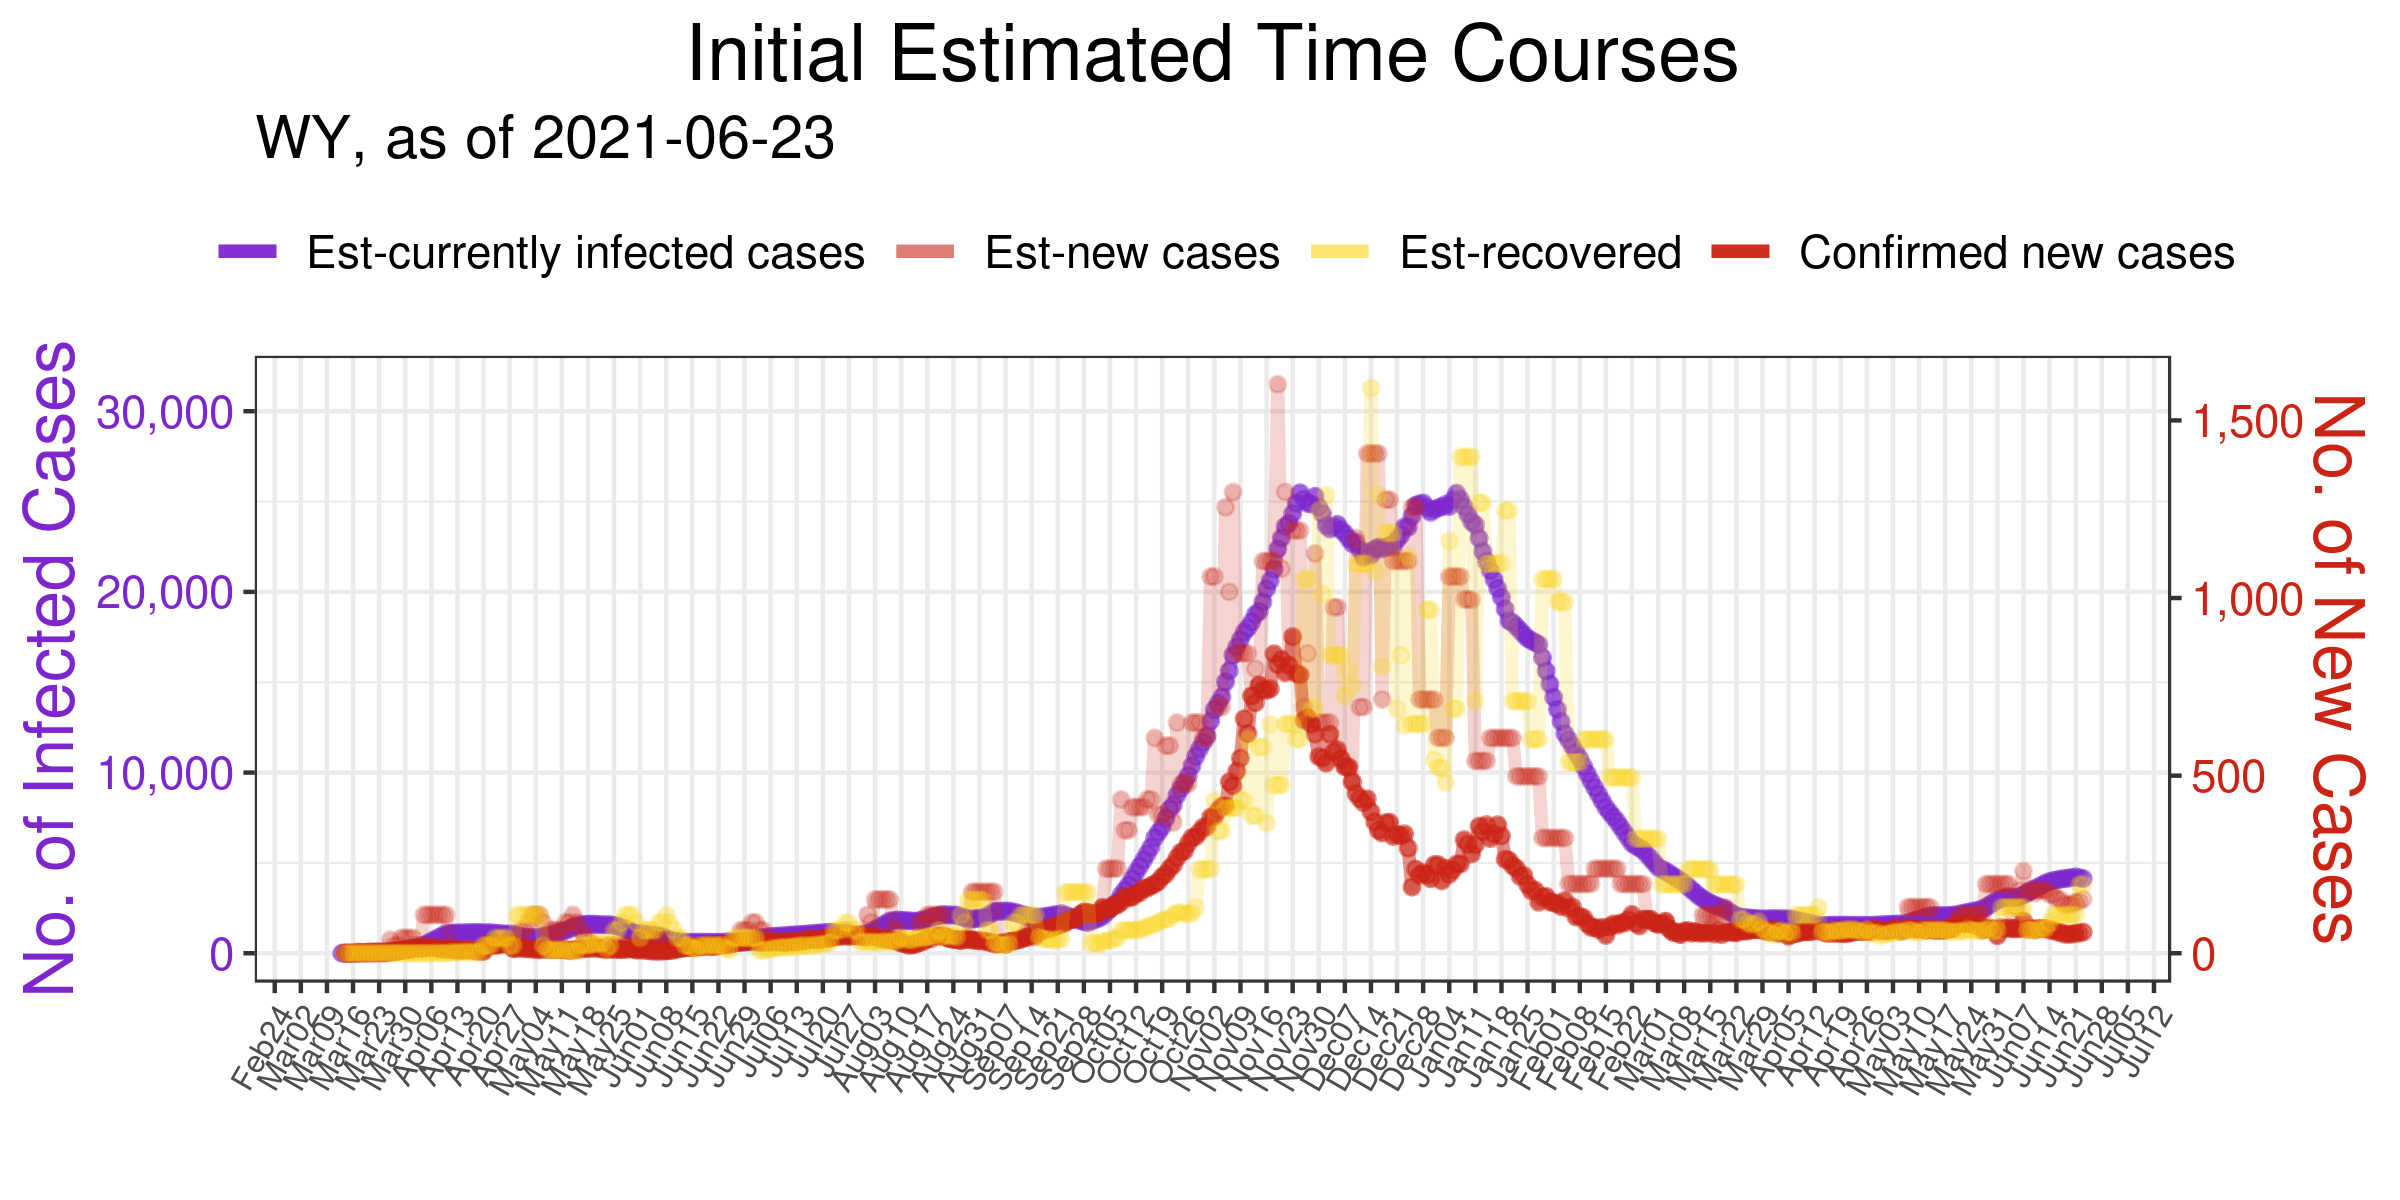 Initial Estimated Time Courses
WY, as of 2021-06-23
Est-currently infected cases Est-new cases Est-recovered Confirmed new cases
No. of Infected Cases
30,000
20,000
10,000
0
1,500
1,000
500
0
No. of New Cases
Feb24 Mar02 Mar09 Mar16 Mar23 Mar30 Apr06 Apr13 Apr20 Apr27 May04 May11 May18 May25 Jun01 Jun08 Jun15 Jun22 Jun29 Jul06 Jul13 Jul20 Jul27 Aug03 Aug10 Aug17 Aug24 Aug31 Sep07 Sep14 Sep21 Sep28 Oct05 Oct12 Oct19 Oct26 Nov02 Nov09 Nov16 Nov23 Nov30 Dec07 Dec14 Dec21 Dec28 Jan04 Jan11 Jan18 Jan25 Feb01 Feb08 Feb15 Feb22 Mar01 Mar08 Mar15 Mar22 Mar29 Apr05 Apr12 Apr19 Apr26 May03 May10 May17 May24 May31 Jun07 Jun14 Jun21 Jun28 Jul05 Jul12